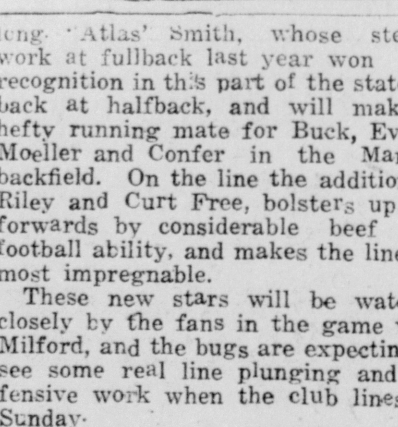 long. 'Atlas' Smith, whose ste
work at fullback last year won
recognition in this part of the stat
back at halfback, and will mak
hefty running mate for Buck, Ev
Moeller and Confer in the Mar
backfield. On the line the additio
Riley and Curt Free, bolsters up
forwards by considerable beef
football ability, and makes the line
most impregnable.
These new stars will be wat
closely by the fans in the game
Milford, and the bugs are expectin
see some real line plunging and
fensive work when the club lines
Sunday.